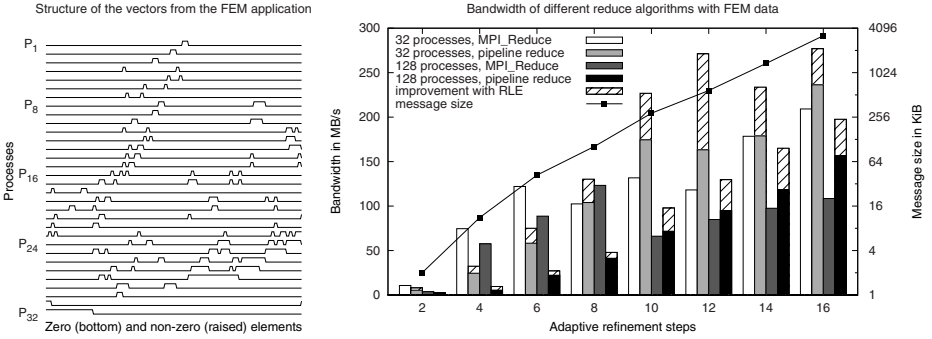 Structure of the vectors from the FEM application
P1
P8
P16
P24
P32
Processes
Zero (bottom) and non-zero (raised) elements
Bandwidth of different reduce algorithms with FEM data
32 processes, MPI_Reduce
32 processes, pipeline reduce
128 processes, MPI_Reduce
128 processes, pipeline reduce
improvement with RLE
message size
Bandwidth in MB/s
300
250
200
150
100
50
0
4096
1024
256
64
16
4
1
Message size in KiB
2 4 6 8 10 12 14 16
Adaptive refinement steps